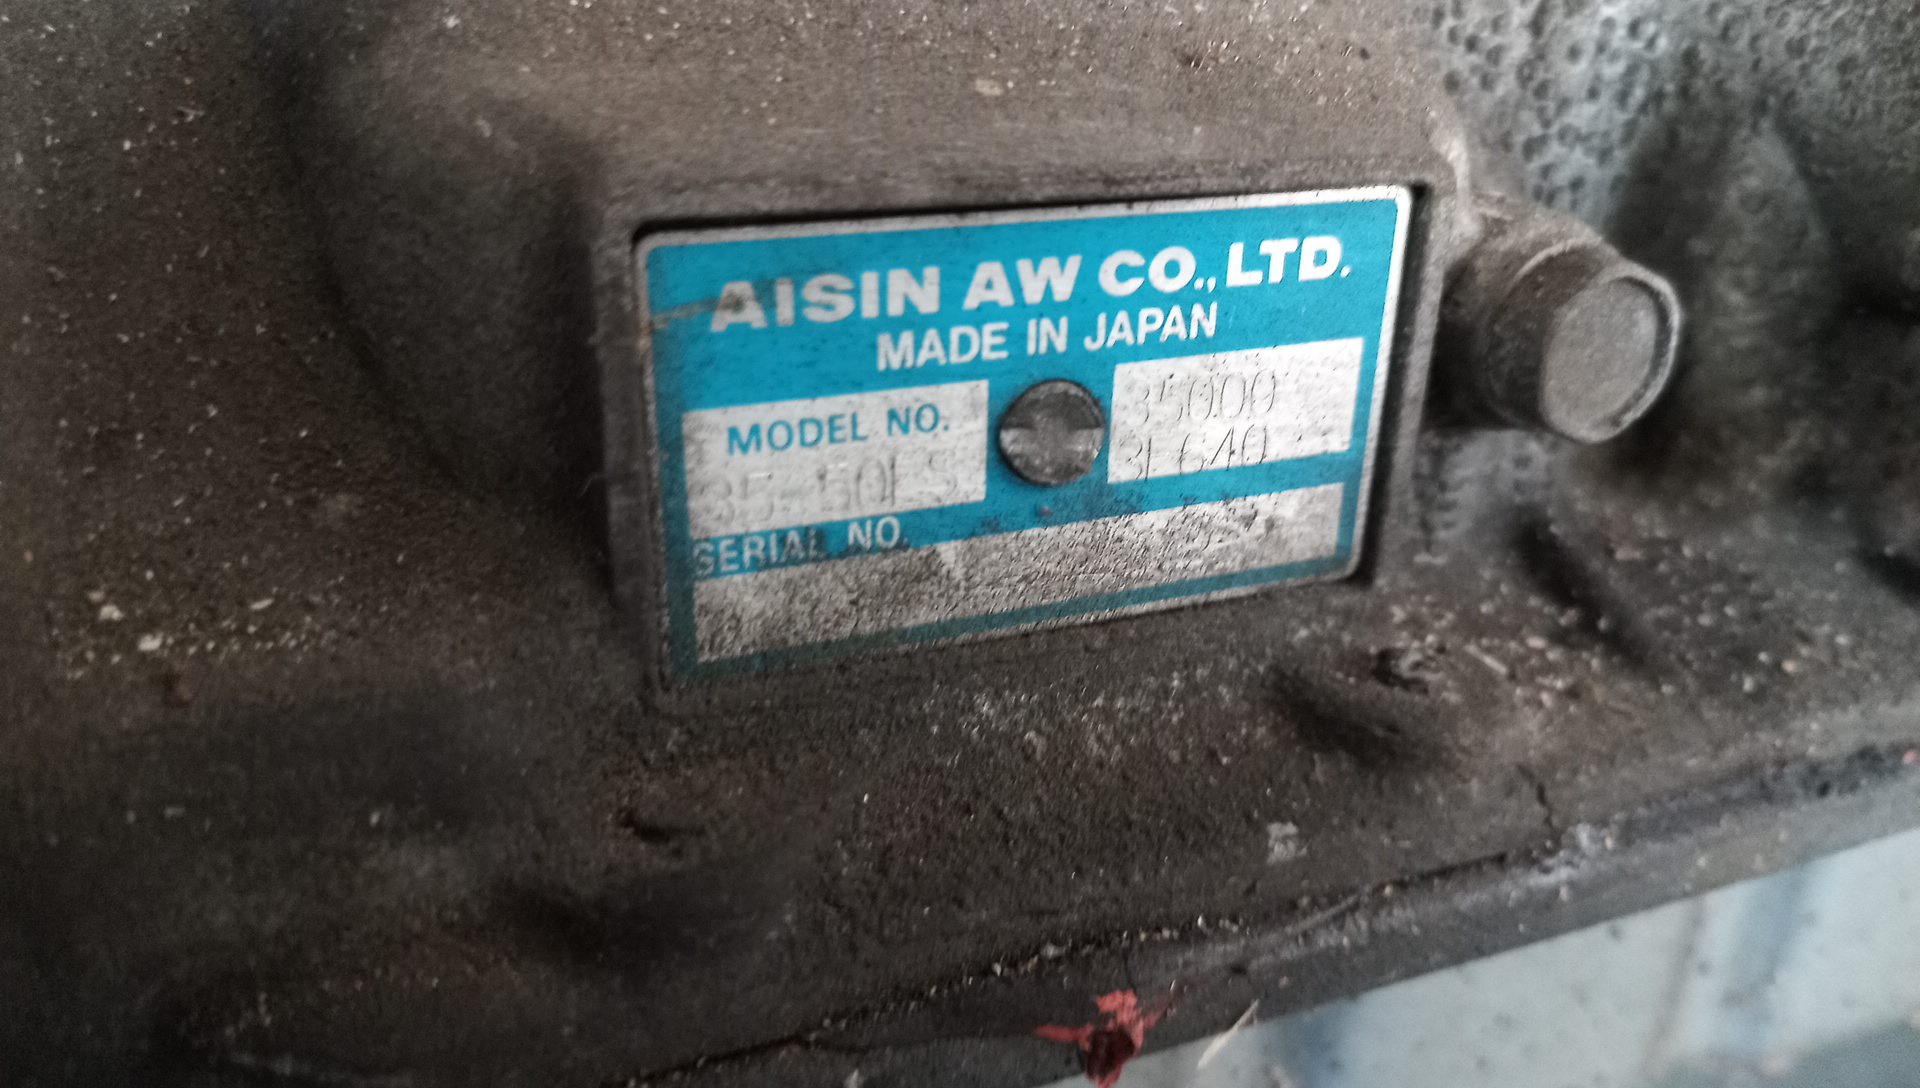 AISIN AW CO., LTD.
MADE IN JAPAN
MODEL NO.
35-50LS
35000
3L640
SERIAL NO.